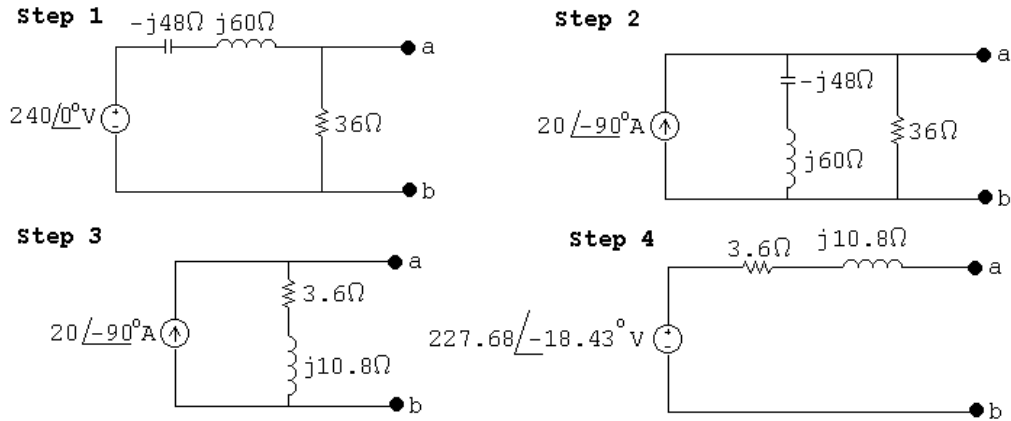 Step 1
-j48Ω j60Ω
a
240/0°V
+
-
36Ω
b
Step 2
a
-j48Ω
20/-90°A
36Ω
j60Ω
b
Step 3
a
3.6Ω
20/-90°A
j10.8Ω
b
Step 4
3.6Ω
j10.8Ω
a
227.68/-18.43°V
+
-
b